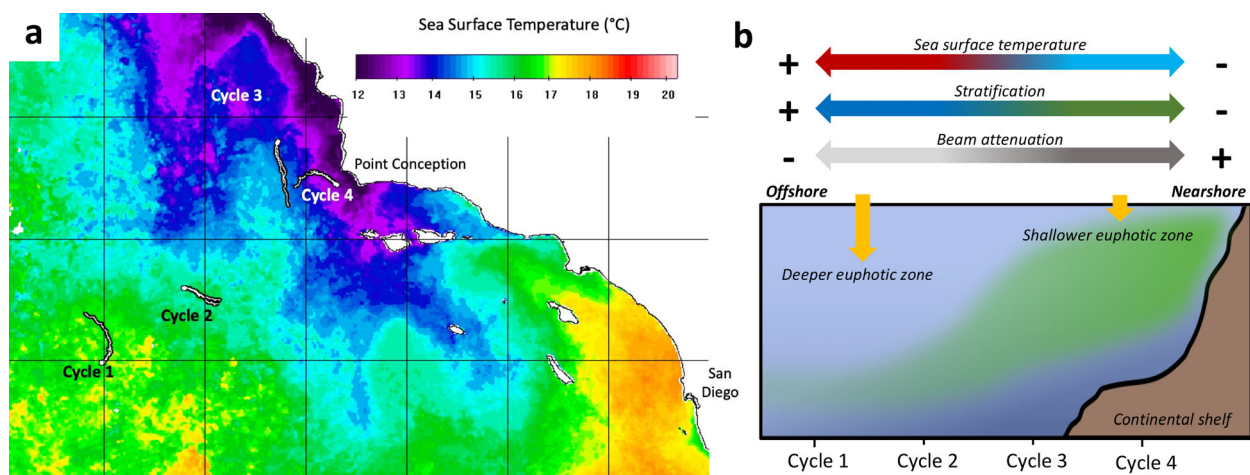 a
Sea Surface Temperature (°C)
12 13 14 15 16 17 18 19 20
Cycle 3
Point Conception
Cycle 4
Cycle 2
Cycle 1
San
Diego
b
Sea surface temperature
+ -
Stratification
+ -
Beam attenuation
- +
Offshore Nearshore
Shallower euphotic zone
Deeper euphotic zone
Continental shelf
Cycle 1 Cycle 2 Cycle 3 Cycle 4